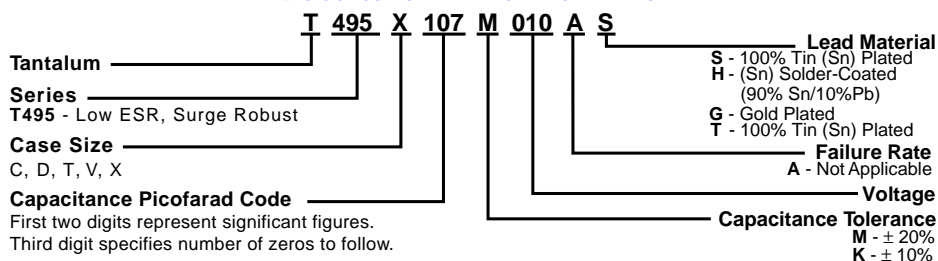 T 495 X 107 M 010 A S
Tantalum
Series
T495 - Low ESR, Surge Robust
Case Size
C, D, T, V, X
Capacitance Picofarad Code
First two digits represent significant figures.
Third digit specifies number of zeros to follow.
Lead Material
S - 100% Tin (Sn) Plated
H - (Sn) Solder-Coated
(90% Sn/10%Pb)
G - Gold Plated
T - 100% Tin (Sn) Plated
Failure Rate
A - Not Applicable
Voltage
Capacitance Tolerance
M - ± 20%
K - ± 10%